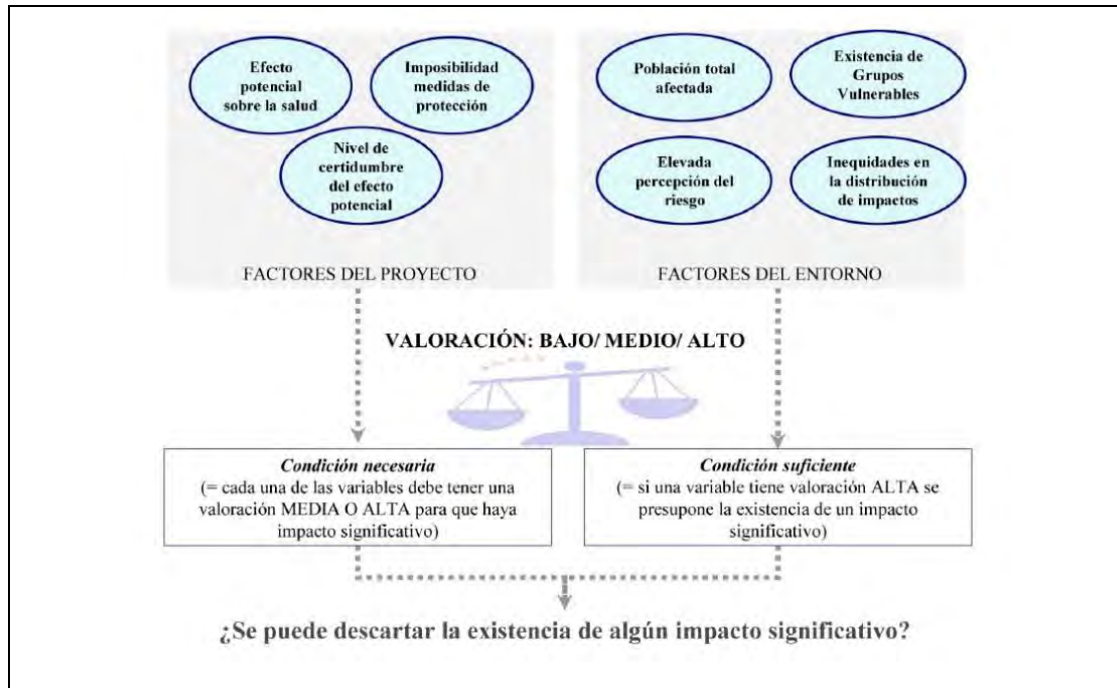 Efecto
potencial
sobre la salud
Imposibilidad
medidas de
protección
Nivel de
certidumbre
del efecto
potencial
FACTORES DEL PROYECTO
Población total
afectada
Existencia de
Grupos
Vulnerables
Elevada
percepción del
riesgo
Inequidades en
la distribución
de impactos
FACTORES DEL ENTORNO
VALORACIÓN: BAJO/ MEDIO/ ALTO
Condición necesaria
(= cada una de las variables debe tener una
valoración MEDIA O ALTA para que haya
impacto significativo)
Condición suficiente
(= si una variable tiene valoración ALTA se
presupone la existencia de un impacto
significativo)
¿Se puede descartar la existencia de algún impacto significativo?